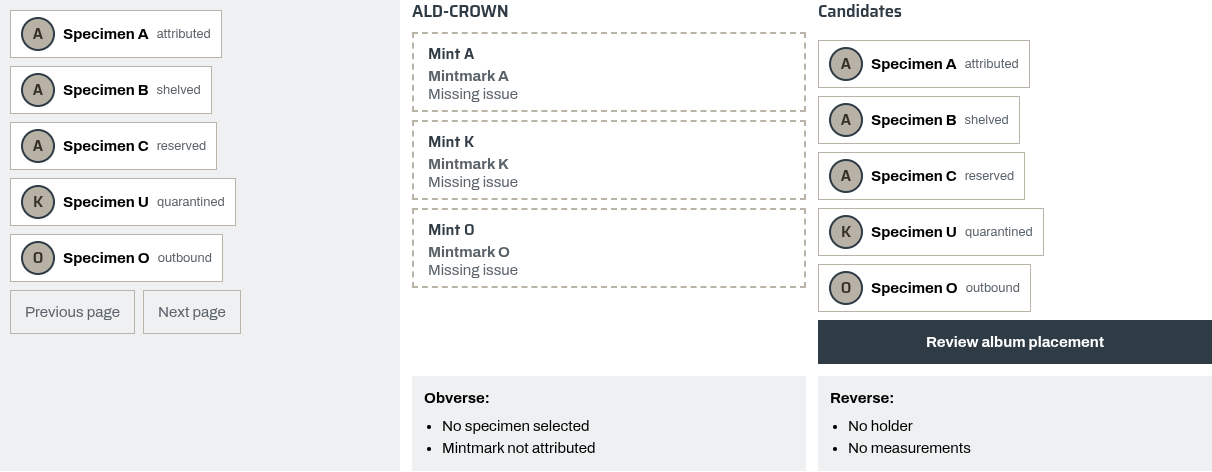 A Specimen A attributed
A Specimen B shelved
A Specimen C reserved
K Specimen U quarantined
O Specimen O outbound
Previous page Next page
ALD-CROWN
Mint A
Mintmark A
Missing issue
Mint K
Mintmark K
Missing issue
Mint O
Mintmark O
Missing issue
Candidates
A Specimen A attributed
A Specimen B shelved
A Specimen C reserved
K Specimen U quarantined
O Specimen O outbound
Review album placement
Obverse:
• No specimen selected
• Mintmark not attributed
Reverse:
• No holder
• No measurements